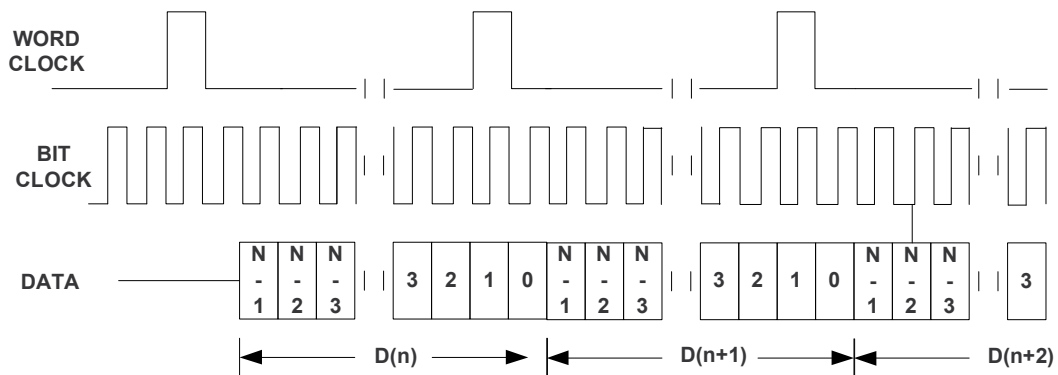 WORD
CLOCK
BIT
CLOCK
DATA
N-1 N-2 N-3 3 2 1 0 N-1 N-2 N-3 3 2 1 0 N-1 N-2 N-3 3
D(n) D(n+1) D(n+2)